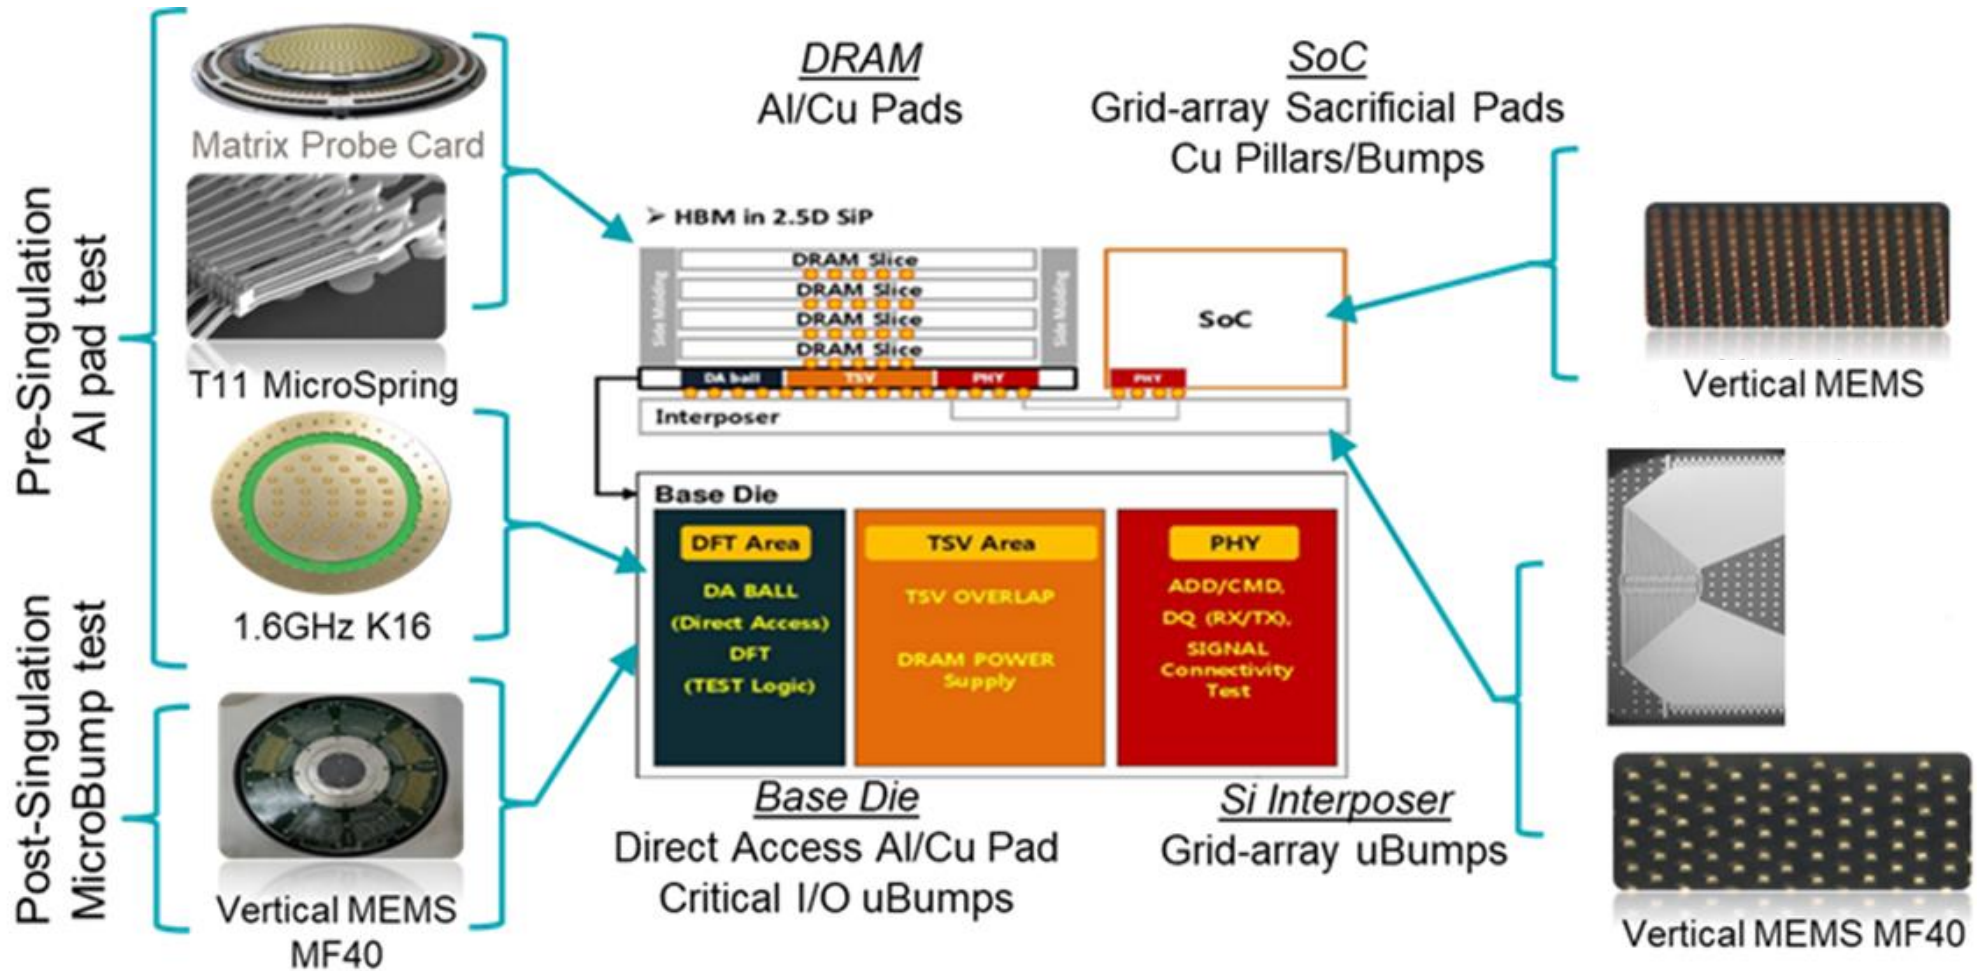 Pre-Singulation
Al pad test
Post-Singulation
MicroBump test
Matrix Probe Card
T11 MicroSpring
1.6GHz K16
Vertical MEMS
MF40
DRAM
Al/Cu Pads
SoC
Grid-array Sacrificial Pads
Cu Pillars/Bumps
➢ HBM in 2.5D SiP
Side Molding
DRAM Slice
DRAM Slice
DRAM Slice
DRAM Slice
Side Molding
DA ball
TSV
PHY
SoC
PHY
Interposer
Base Die
DFT Area
DA BALL
(Direct Access)
DFT
(TEST Logic)
TSV Area
TSV OVERLAP
DRAM POWER
Supply
PHY
ADD/CMD,
DQ (RX/TX),
SIGNAL
Connectivity
Test
Base Die
Direct Access Al/Cu Pad
Critical I/O uBumps
Si Interposer
Grid-array uBumps
Vertical MEMS
Vertical MEMS MF40